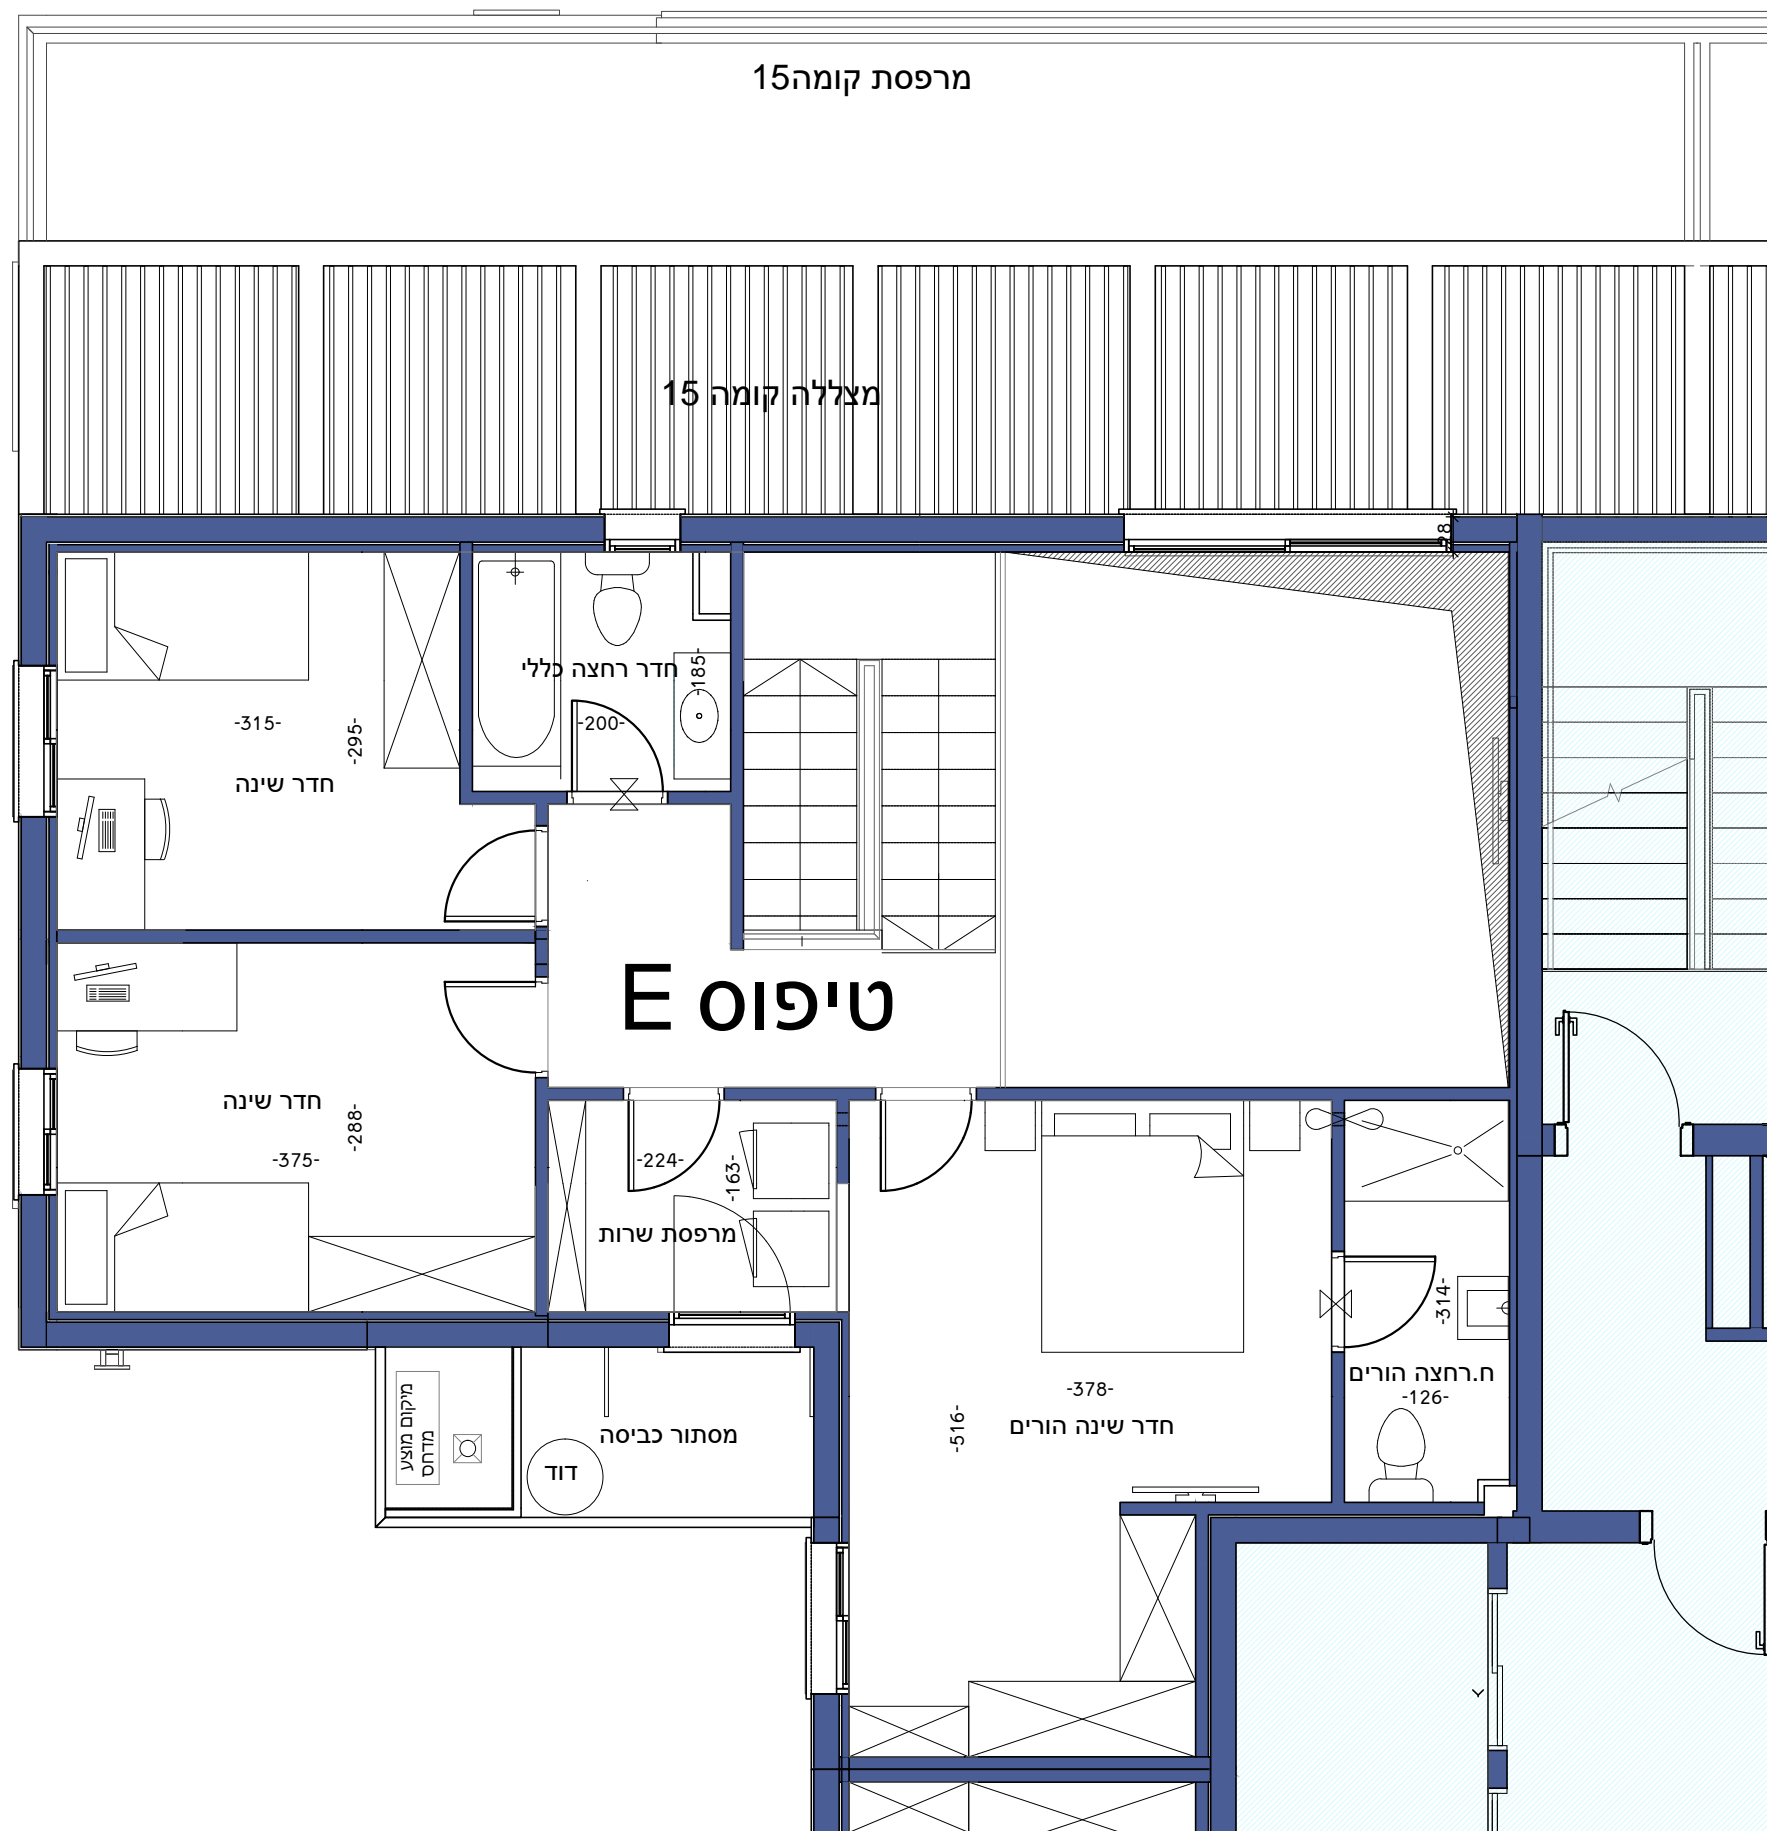 מרפסת קומה15
מצללה קומה 15
8
חדר רחצה כללי
-185-
-200-
-315-
-295-
חדר שינה
טיפוס E
חדר שינה
-288-
-375-
-224-
-163-
מרפסת שרות
-314-
ח.רחצה הורים
-126-
-378-
חדר שינה הורים
-516-
מיקום מוצע
מדחס
מסתור כביסה
דוד